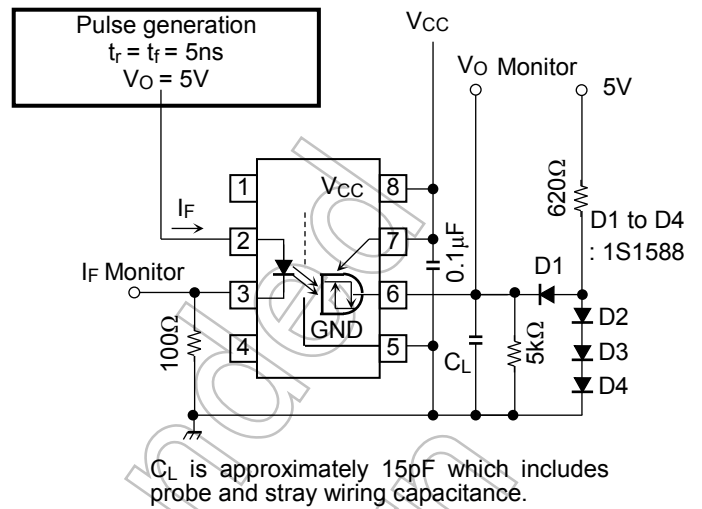 Pulse generation
tr = tf = 5ns
VO = 5V
VCC
VO Monitor
5V
1
VCC
8
620Ω
IF
2
7
0.1μF
D1 to D4
: 1S1588
IF Monitor
3
6
D1
D2
100Ω
GND
4
5
CL
5kΩ
D3
D4
CL is approximately 15pF which includes
probe and stray wiring capacitance.